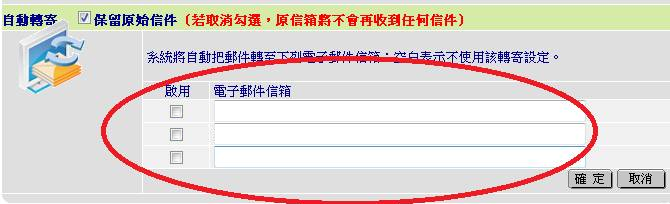 自動轉寄 保留原始信件 (若取消勾選，原信箱將不會再收到任何信件)
系統將自動把郵件轉至下列電子郵件信箱；空白表示不使用該轉寄設定。
啟用 電子郵件信箱
確 定 取消